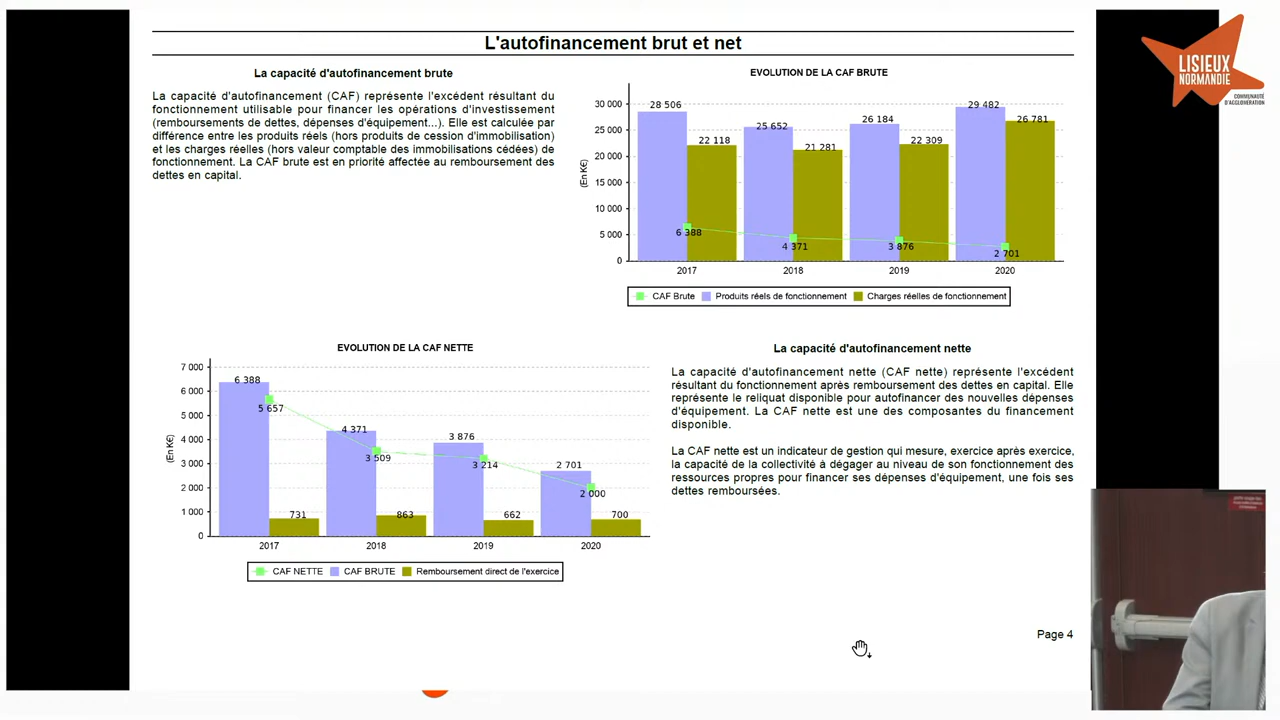 L'autofinancement brut et net
LISIEUX
NORMANDIE
COMMUNAUTÉ
D'AGGLOMÉRATION
La capacité d'autofinancement brute
La capacité d'autofinancement (CAF) représente l'excédent résultant du
fonctionnement utilisable pour financer les opérations d'investissement
(remboursements de dettes, dépenses d'équipement...). Elle est calculée par
différence entre les produits réels (hors produits de cession d'immobilisation)
et les charges réelles (hors valeur comptable des immobilisations cédées) de
fonctionnement. La CAF brute est en priorité affectée au remboursement des
dettes en capital.
EVOLUTION DE LA CAF BRUTE
(En K€)
30 000
25 000
20 000
15 000
10 000
5 000
0
28 506
22 118
6 388
25 652
21 281
4 371
26 184
22 309
3 876
29 482
26 781
2 701
2017 2018 2019 2020
CAF Brute Produits réels de fonctionnement Charges réelles de fonctionnement
EVOLUTION DE LA CAF NETTE
(En K€)
7 000
6 000
5 000
4 000
3 000
2 000
1 000
0
6 388
5 657
731
4 371
3 509
863
3 876
3 214
662
2 701
2 000
700
2017 2018 2019 2020
CAF NETTE CAF BRUTE Remboursement direct de l'exercice
La capacité d'autofinancement nette
La capacité d'autofinancement nette (CAF nette) représente l'excédent
résultant du fonctionnement après remboursement des dettes en capital. Elle
représente le reliquat disponible pour autofinancer des nouvelles dépenses
d'équipement. La CAF nette est une des composantes du financement
disponible.
La CAF nette est un indicateur de gestion qui mesure, exercice après exercice,
la capacité de la collectivité à dégager au niveau de son fonctionnement des
ressources propres pour financer ses dépenses d'équipement, une fois ses
dettes remboursées.
Page 4